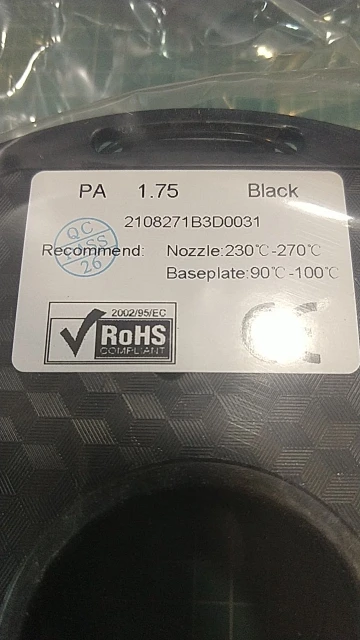 PA 1.75 Black
2108271B3D0031
QC
PASS
26
Recommend: Nozzle:230℃-270℃
Baseplate:90℃-100℃
2002/95/EC
RoHS
COMPLIANT
CE